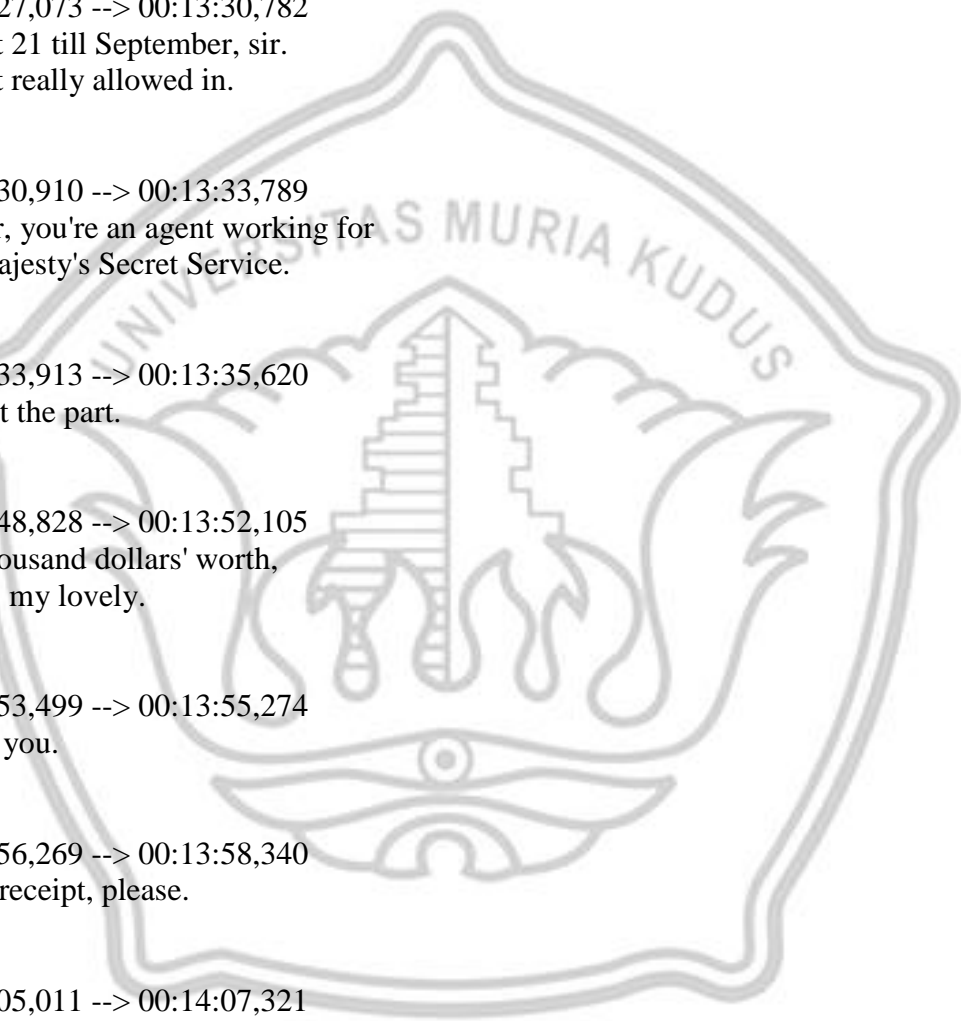 27,073 --> 00:13:30,782
t 21 till September, sir.
t really allowed in.
30,910 --> 00:13:33,789
r, you're an agent working for
ajesty's Secret Service.
33,913 --> 00:13:35,620
t the part.
48,828 --> 00:13:52,105
ousand dollars' worth,
my lovely.
53,499 --> 00:13:55,274
you.
56,269 --> 00:13:58,340
receipt, please.
05,011 --> 00:14:07,321
UNIVERSITAS MURIA KUDUS